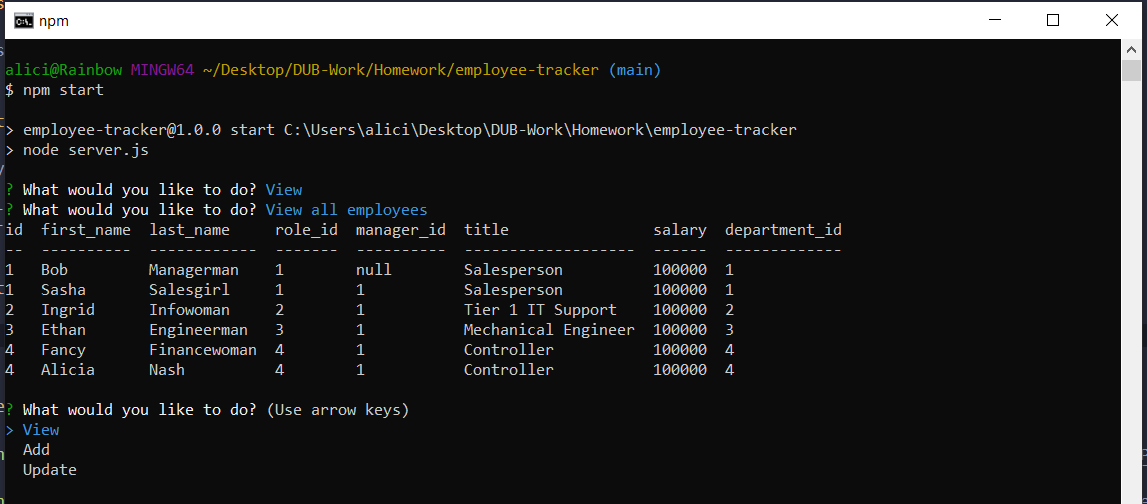 npm
alici@Rainbow MINGW64 ~/Desktop/DUB-Work/Homework/employee-tracker (main)
$ npm start
> employee-tracker@1.0.0 start C:\Users\alici\Desktop\DUB-Work\Homework\employee-tracker
> node server.js
? What would you like to do? View
? What would you like to do? View all employees
id  first_name  last_name     role_id  manager_id  title                salary  department_id
--  ----------  ------------  -------  ----------  -------------------  ------  -------------
1   Bob         Managerman    1        null        Salesperson          100000  1
1   Sasha       Salesgirl     1        1           Salesperson          100000  1
2   Ingrid      Infowoman     2        1           Tier 1 IT Support    100000  2
3   Ethan       Engineerman   3        1           Mechanical Engineer  100000  3
4   Fancy       Financewoman  4        1           Controller           100000  4
4   Alicia      Nash          4        1           Controller           100000  4
? What would you like to do? (Use arrow keys)
> View
  Add
  Update